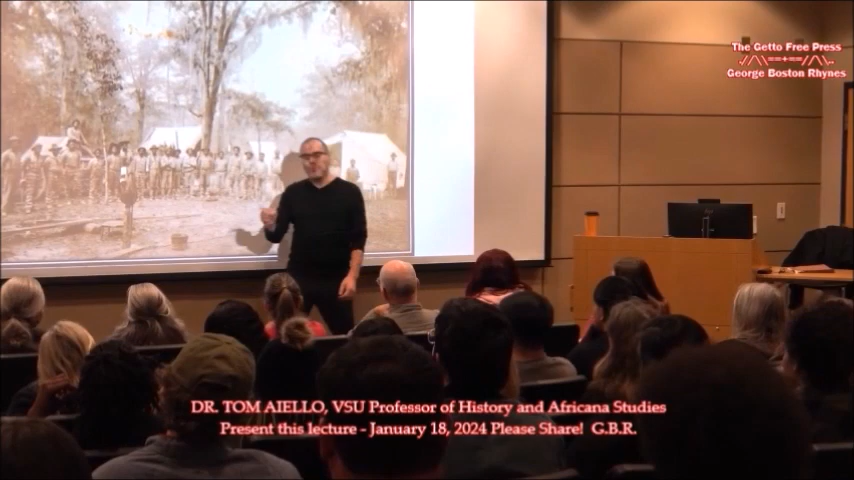 The Getto Free Press
George Boston Rhynes
DR. TOM AIELLO, VSU Professor of History and Africana Studies
Present this lecture - January 18, 2024 Please Share! G.B.R.